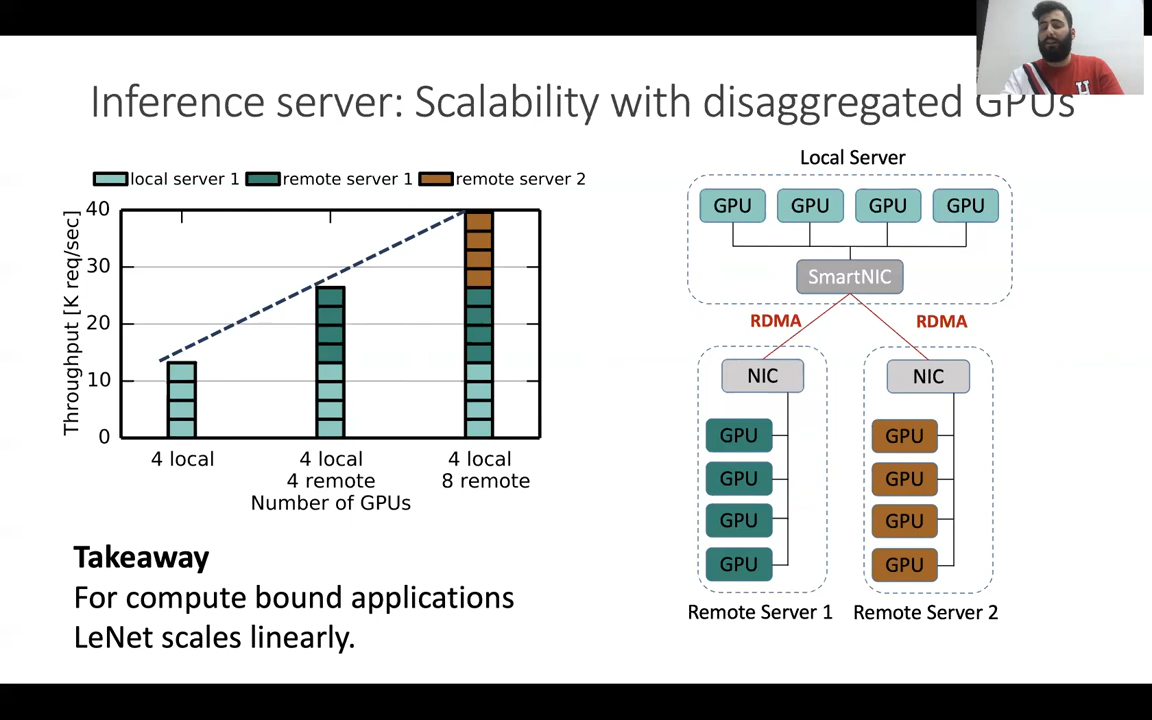 Inference server: Scalability with disaggregated GPUs
local server 1 remote server 1 remote server 2
Throughput [K req/sec]
40
30
20
10
0
4 local
4 local
4 remote
4 local
8 remote
Number of GPUs
Takeaway
For compute bound applications
LeNet scales linearly.
Local Server
GPU GPU GPU GPU
SmartNIC
RDMA RDMA
NIC
GPU
GPU
GPU
GPU
Remote Server 1
NIC
GPU
GPU
GPU
GPU
Remote Server 2
H